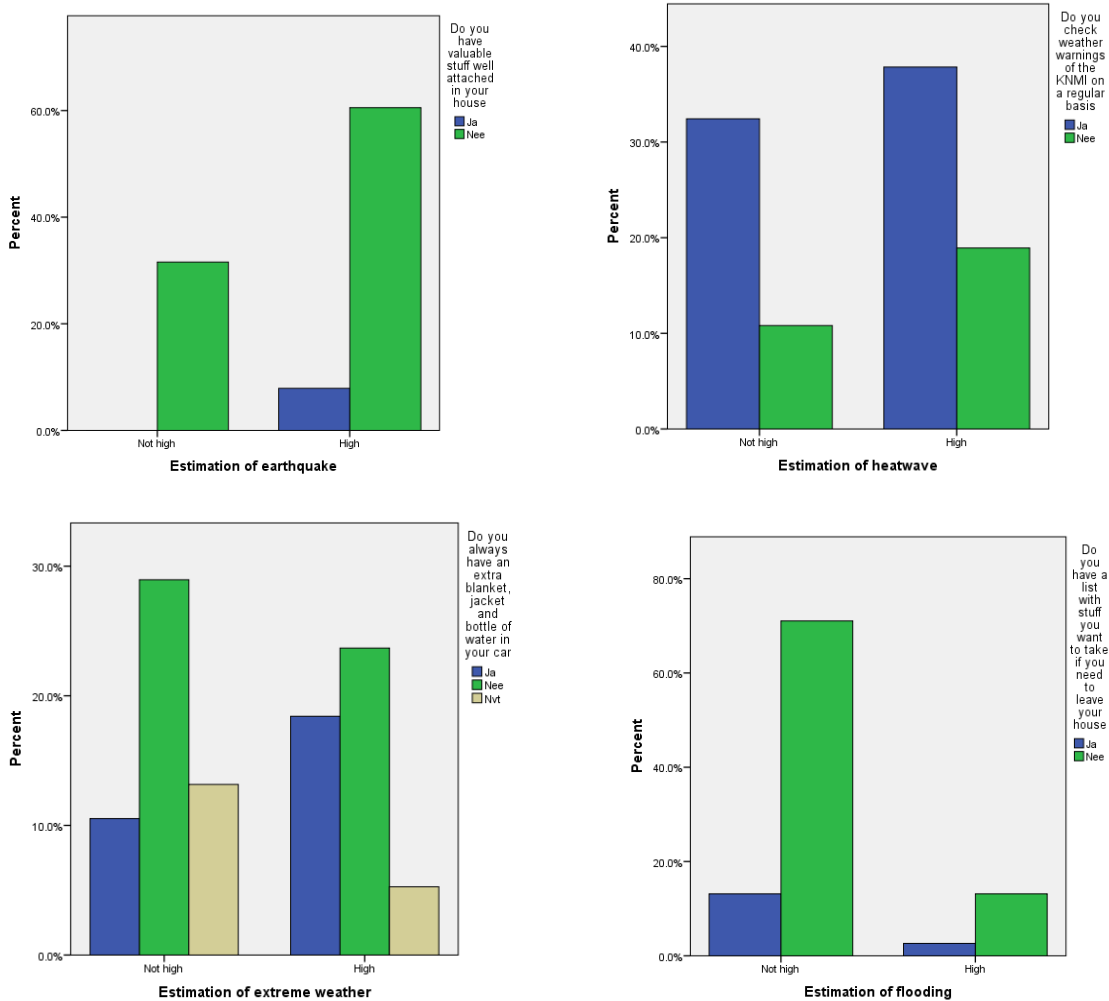 Do you
have
valuable
stuff well
attached
in your
house
Ja
Nee
60.0%
40.0%
20.0%
0.0%
Percent
Not high
High
Estimation of earthquake
Do you
check
weather
warnings
of the
KNMI on
a regular
basis
Ja
Nee
40.0%
30.0%
20.0%
10.0%
0.0%
Percent
Not high
High
Estimation of heatwave
Do you
always
have an
extra
blanket,
jacket
and
bottle of
water in
your car
Ja
Nee
Nvt
30.0%
20.0%
10.0%
0.0%
Percent
Not high
High
Estimation of extreme weather
Do
you
have a
list
with
stuff
you
want
to take
if you
need
to
leave
your
house
Ja
Nee
80.0%
60.0%
40.0%
20.0%
0.0%
Percent
Not high
High
Estimation of flooding